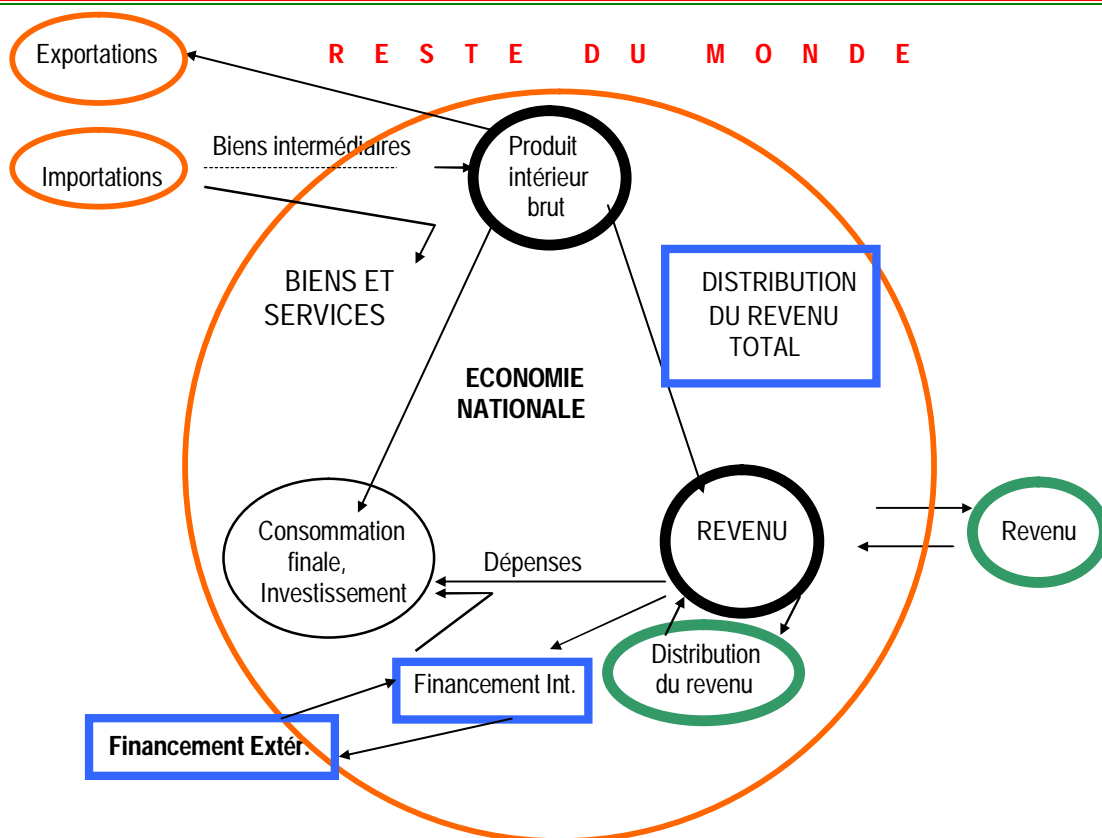 R E S T E D U M O N D E
Exportations
Biens intermédiaires
Importations
Produit
intérieur
brut
BIENS ET
SERVICES
DISTRIBUTION
DU REVENU
TOTAL
ECONOMIE
NATIONALE
Consommation
finale,
Investissement
Dépenses
REVENU
Revenu
Distribution
du revenu
Financement Int.
Financement Extér.